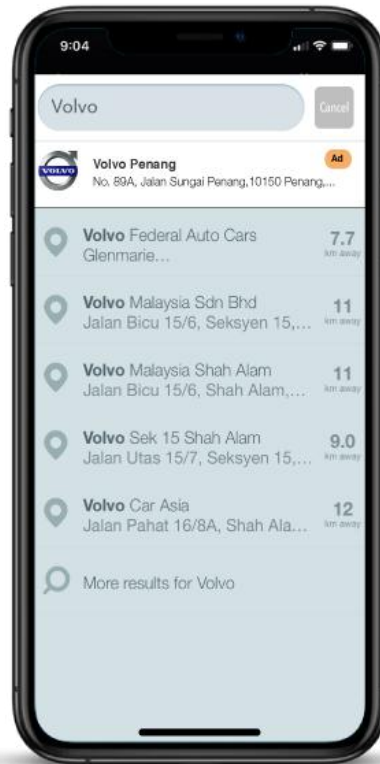 9:04
Volvo
Cancel
VOLVO
Volvo Penang
Ad
No. 89A, Jalan Sungai Penang,10150 Penang,...
Volvo Federal Auto Cars
Glenmarie...
7.7
km away
Volvo Malaysia Sdn Bhd
Jalan Bicu 15/6, Seksyen 15,...
11
km away
Volvo Malaysia Shah Alam
Jalan Bicu 15/6, Shah Alam,...
11
km away
Volvo Sek 15 Shah Alam
Jalan Utas 15/7, Seksyen 15,...
9.0
km away
Volvo Car Asia
Jalan Pahat 16/8A, Shah Ala...
12
km away
More results for Volvo